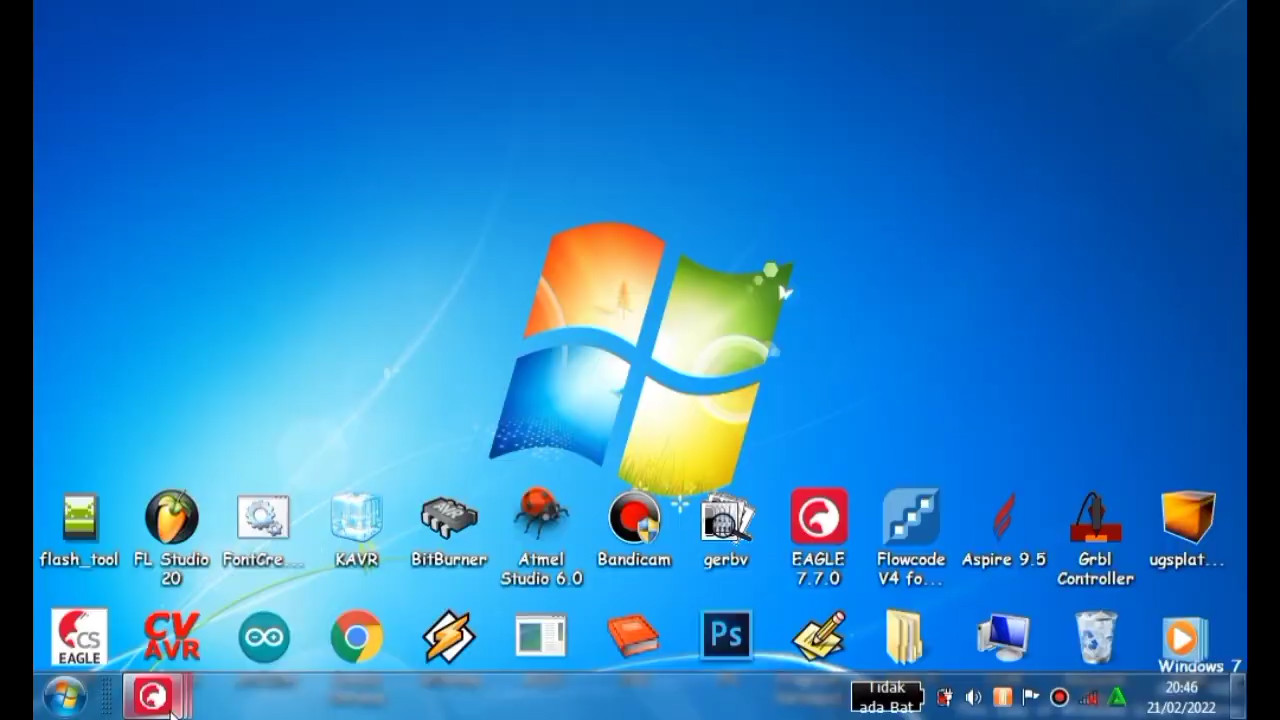 flash_tool
FL Studio
20
FontCre...
KAVR
AVR
BitBurner
Atmel
Studio 6.0
Bandicam
gerbv
EAGLE
7.7.0
Flowcode
V4 fo...
Aspire 9.5
Grbl
Controller
ugsplat...
CS
EAGLE
CV
AVR
Ps
Windows 7
Tidak
ada Bat
20:46
21/02/2022